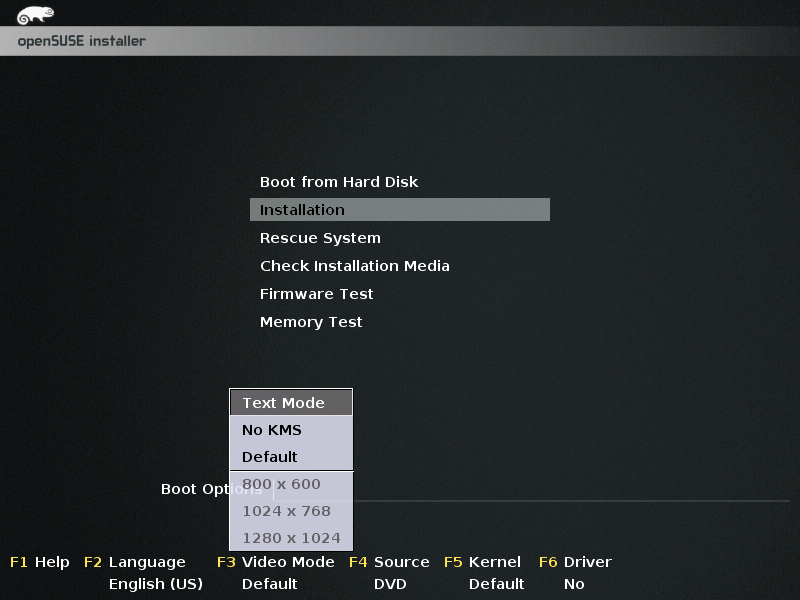 openSUSE installer
Boot from Hard Disk
Installation
Rescue System
Check Installation Media
Firmware Test
Memory Test
Text Mode
No KMS
Default
800 x 600
Boot Options
1024 x 768
1280 x 1024
F1 Help F2 Language F3 Video Mode F4 Source F5 Kernel F6 Driver
English (US) Default DVD Default No